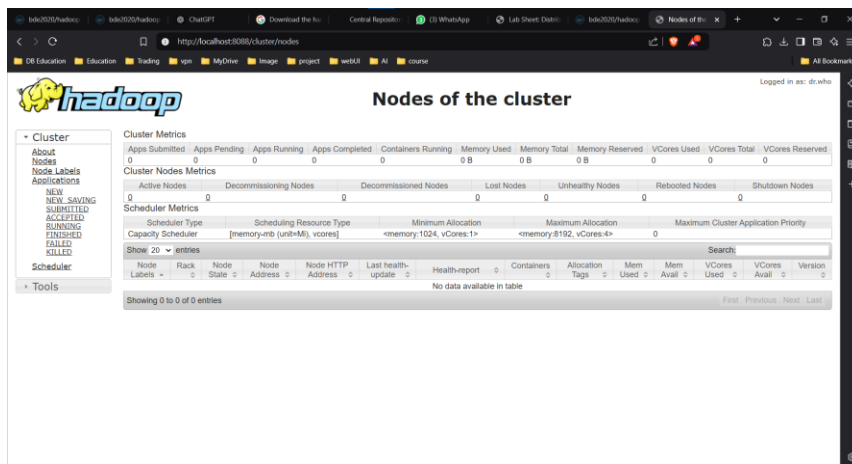 bde2020/hadoop
bde2020/hadoop
ChatGPT
Download the
Central Repositor
(3) WhatsApp
Lab Sheet: Distrib
bde2020/hadoop
Nodes of the
http://localhost:8088/cluster/nodes
DB Education Education Trading vpn MyDrive Image project webUI AI course All Bookmark
Logged in as: dr.who
hadoop
Nodes of the cluster
Cluster
About
Nodes
Node Labels
Applications
NEW
NEW_SAVING
SUBMITTED
ACCEPTED
RUNNING
FINISHED
FAILED
KILLED
Scheduler
Tools
Cluster Metrics
Apps Submitted Apps Pending Apps Running Apps Completed Containers Running Memory Used Memory Total Memory Reserved VCores Used VCores Total VCores Reserved
0 0 0 0 0 0 B 0 B 0 B 0 0 0
Cluster Nodes Metrics
Active Nodes Decommissioning Nodes Decommissioned Nodes Lost Nodes Unhealthy Nodes Rebooted Nodes Shutdown Nodes
0 0 0 0 0 0 0
Scheduler Metrics
Scheduler Type Scheduling Resource Type Minimum Allocation Maximum Allocation Maximum Cluster Application Priority
Capacity Scheduler [memory-mb (unit=Mi), vcores] <memory:1024, vCores:1> <memory:8192, vCores:4> 0
Show 20 entries Search:
Node Labels Rack Node State Node Address Node HTTP Address Last health-update Health-report Containers Allocation Tags Mem Used Mem Avail VCores Used VCores Avail Version
No data available in table
Showing 0 to 0 of 0 entries First Previous Next Last